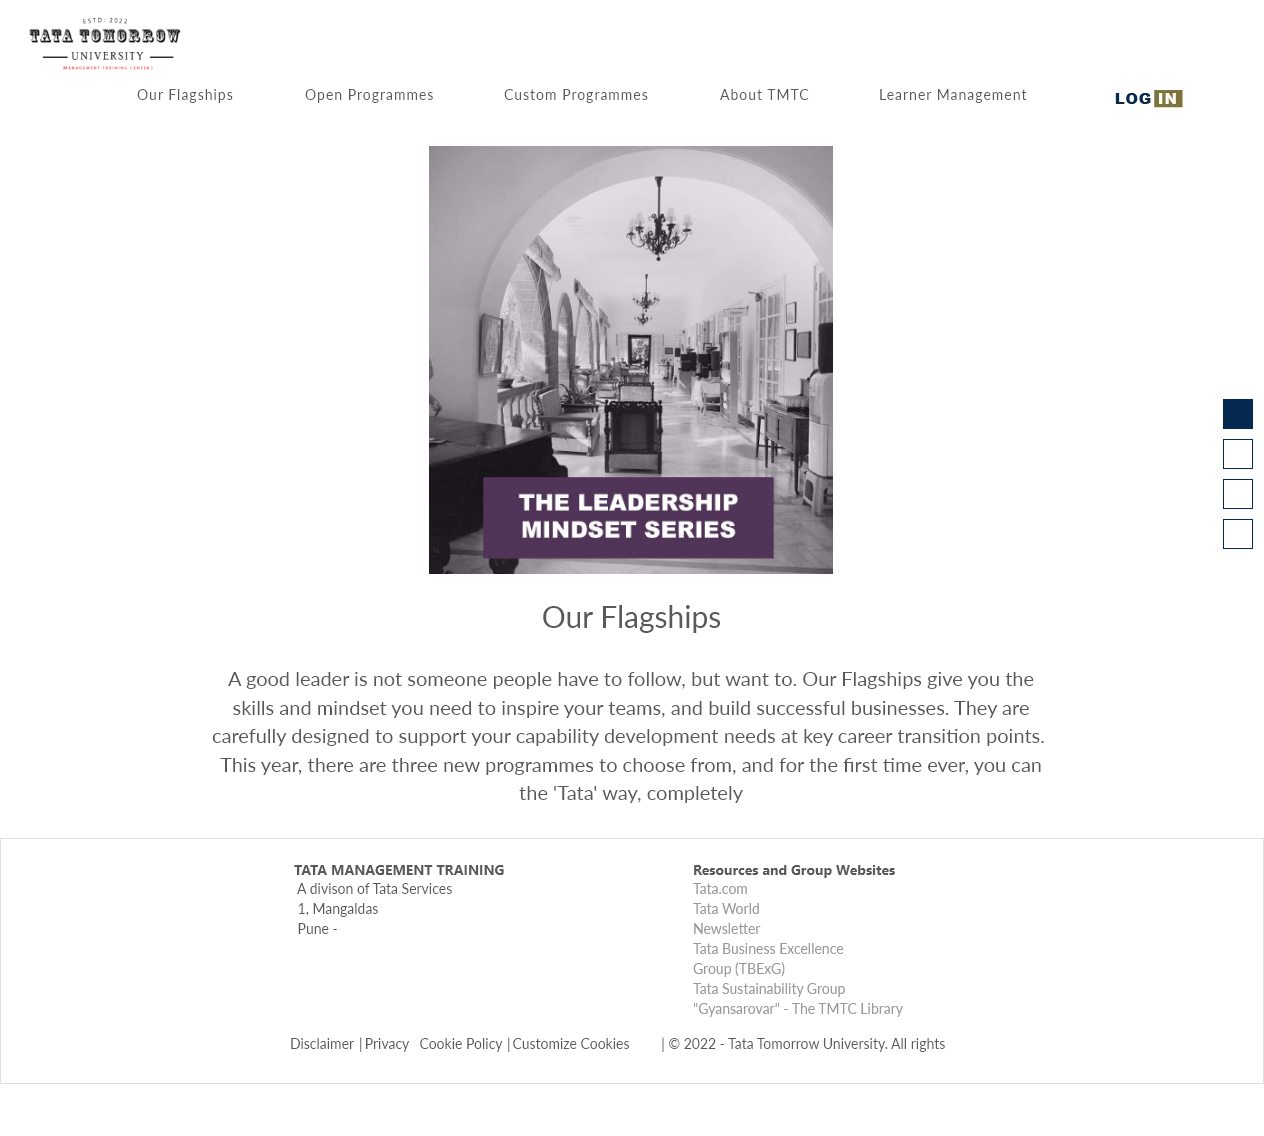 ESTD: 2022
TATA TOMORROW
UNIVERSITY
MANAGEMENT TRAINING CENTER
Our Flagships
Open Programmes
Custom Programmes
About TMTC
Learner Management
LOG IN
THE LEADERSHIP
MINDSET SERIES
Our Flagships
A good leader is not someone people have to follow, but want to. Our Flagships give you the
skills and mindset you need to inspire your teams, and build successful businesses. They are
carefully designed to support your capability development needs at key career transition points.
This year, there are three new programmes to choose from, and for the first time ever, you can
the 'Tata' way, completely
TATA MANAGEMENT TRAINING
A divison of Tata Services
1, Mangaldas
Pune -
Resources and Group Websites
Tata.com
Tata World
Newsletter
Tata Business Excellence
Group (TBExG)
Tata Sustainability Group
"Gyansarovar" - The TMTC Library
Disclaimer | Privacy Cookie Policy | Customize Cookies | © 2022 - Tata Tomorrow University. All rights